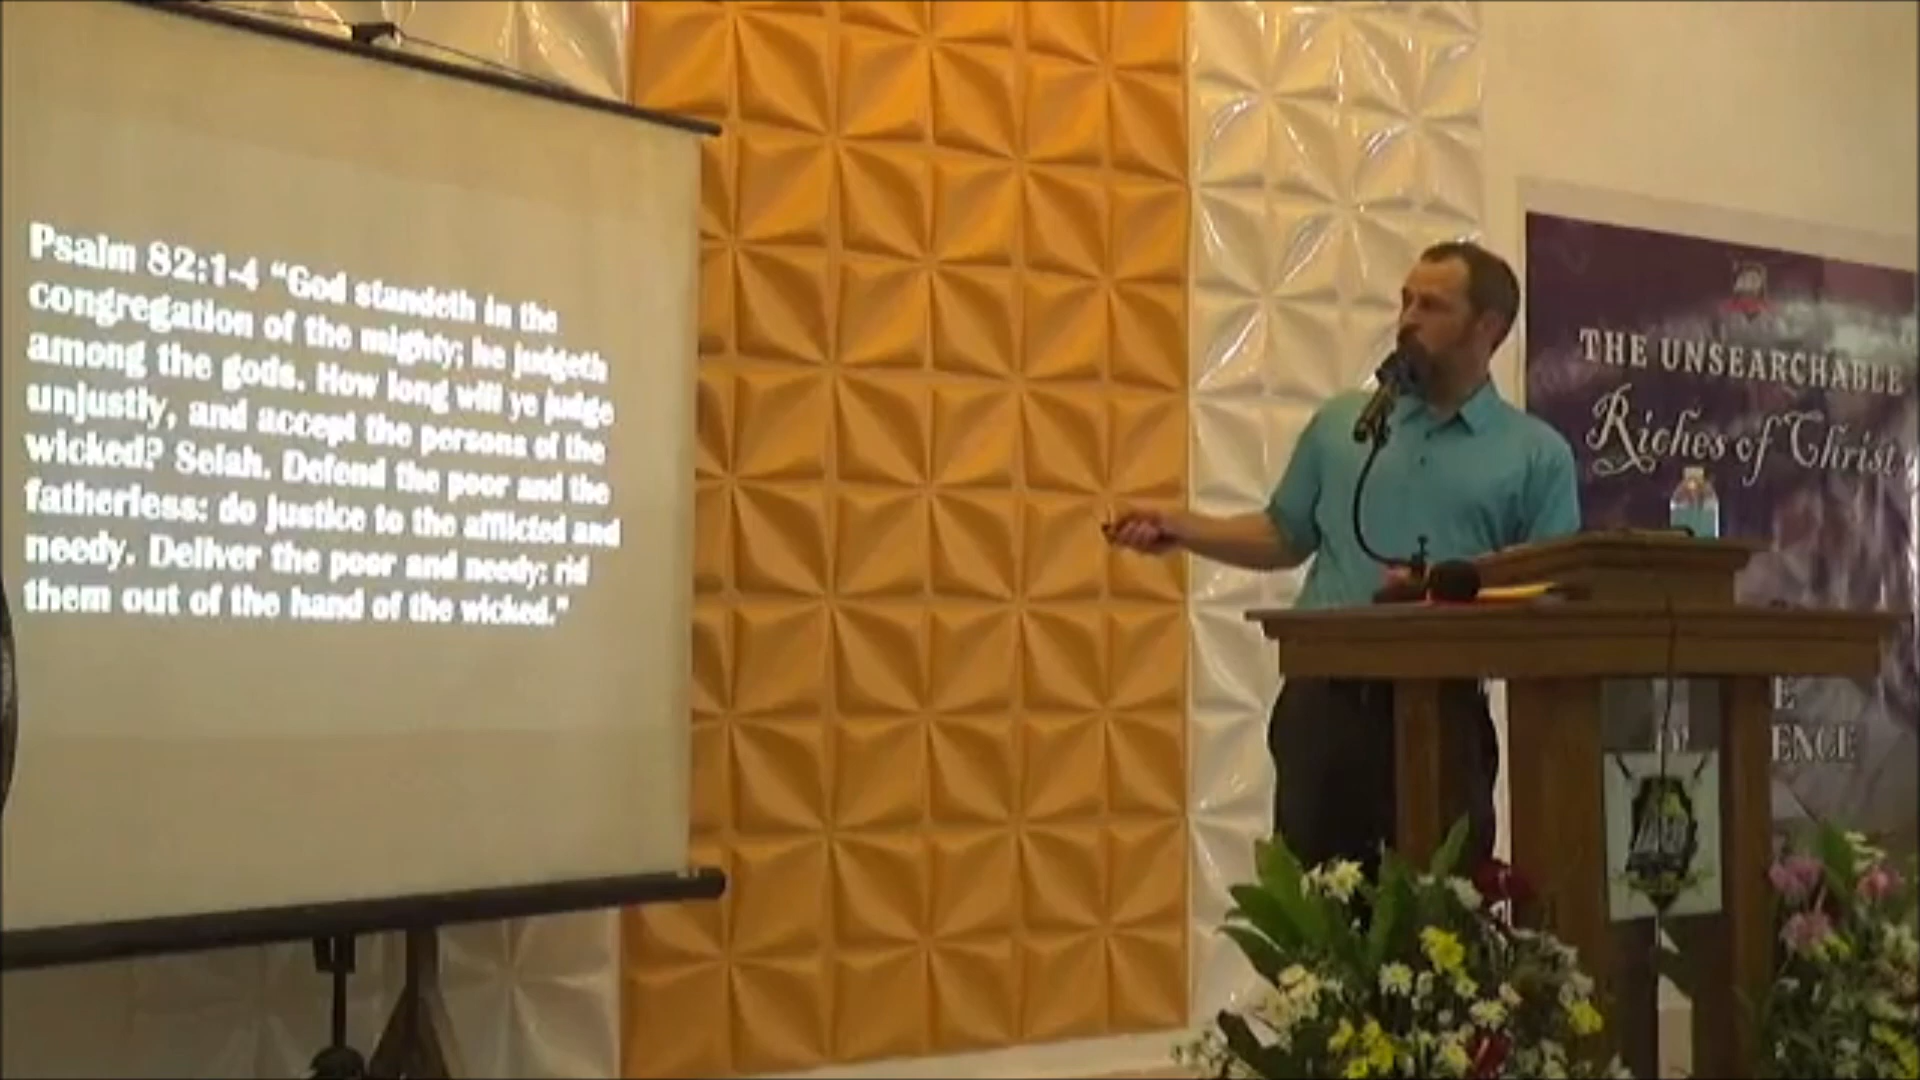 Psalm 82:1-4 “God standeth in the
congregation of the mighty; he judgeth
among the gods. How long will ye judge
unjustly, and accept the persons of the
wicked? Selah. Defend the poor and the
fatherless: do justice to the afflicted and
needy. Deliver the poor and needy: rid
them out of the hand of the wicked.”
THE UNSEARCHABLE
Riches of Christ
E
ENCE